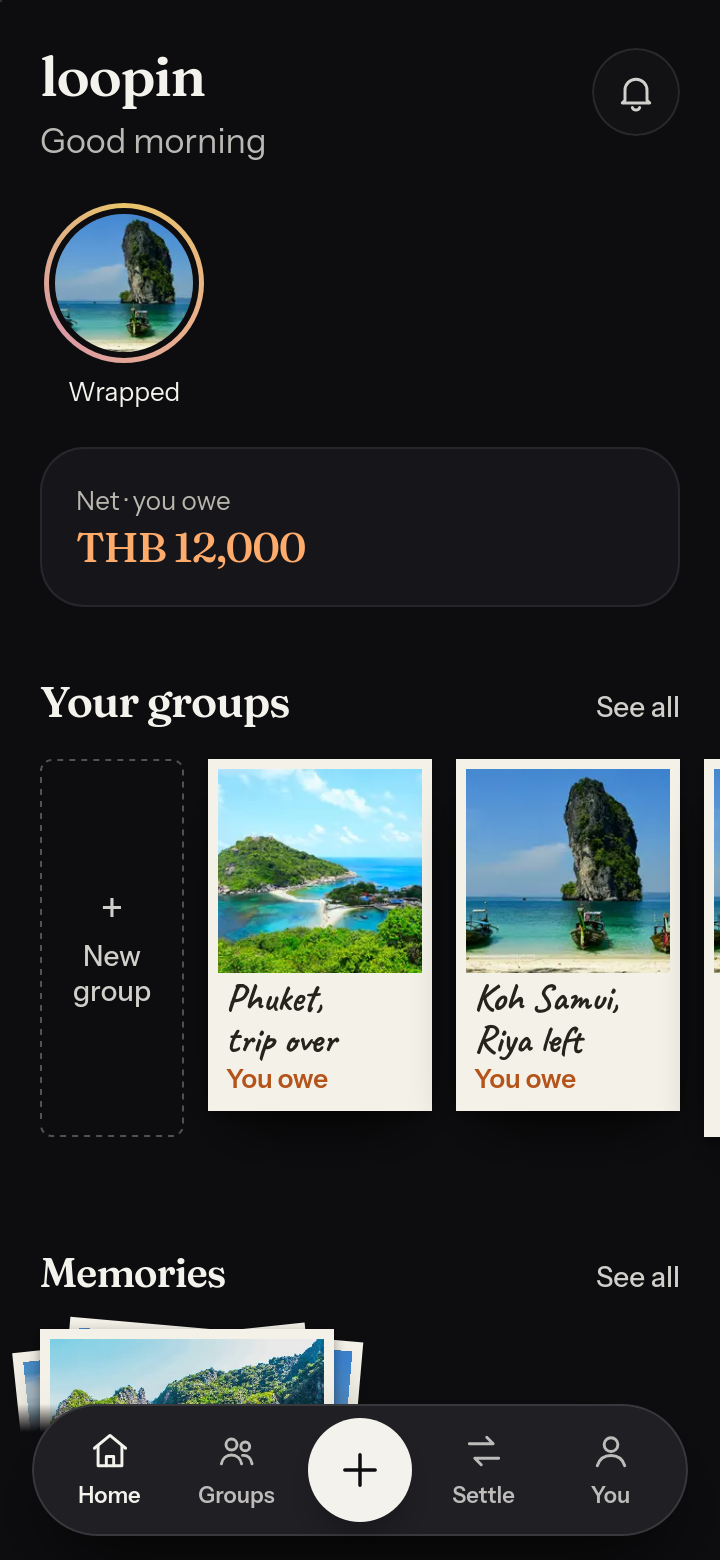 loopin
Good morning
Wrapped
Net · you owe
THB 12,000
Your groups
See all
+
New
group
Phuket,
trip over
You owe
Koh Samui,
Riya left
You owe
Memories
See all
Home
Groups
Settle
You